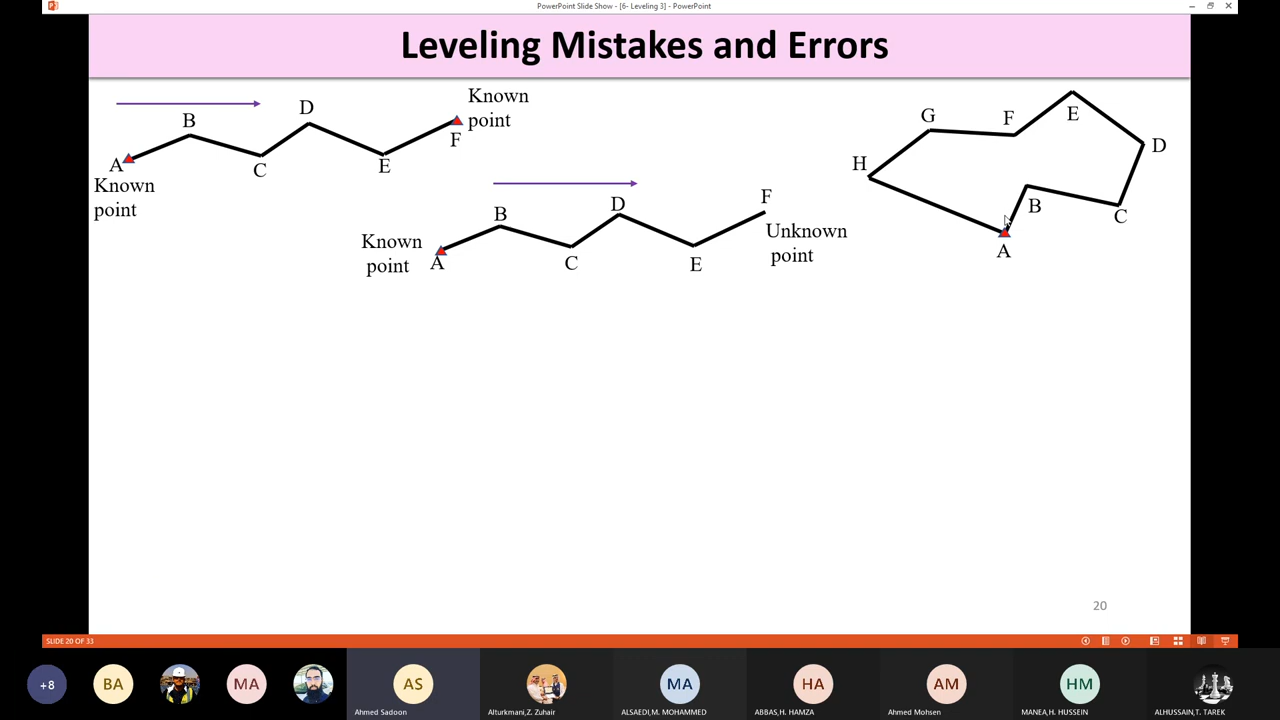 PowerPoint Slide Show - [6- Leveling 3] - PowerPoint
Leveling Mistakes and Errors
A
Known
point
B
C
D
E
Known
point
F
Known
point
A
B
C
D
E
F
Unknown
point
H
G
F
E
D
C
B
A
20
SLIDE 20 OF 33
+8
BA
MA
AS
Ahmed Sadoon
Alturkmani,Z. Zuhair
MA
ALSAEDI,M. MOHAMMED
HA
ABBAS,H. HAMZA
AM
Ahmed Mohsen
HM
MANEA,H. HUSSEIN
ALHUSSAIN,T. TAREK